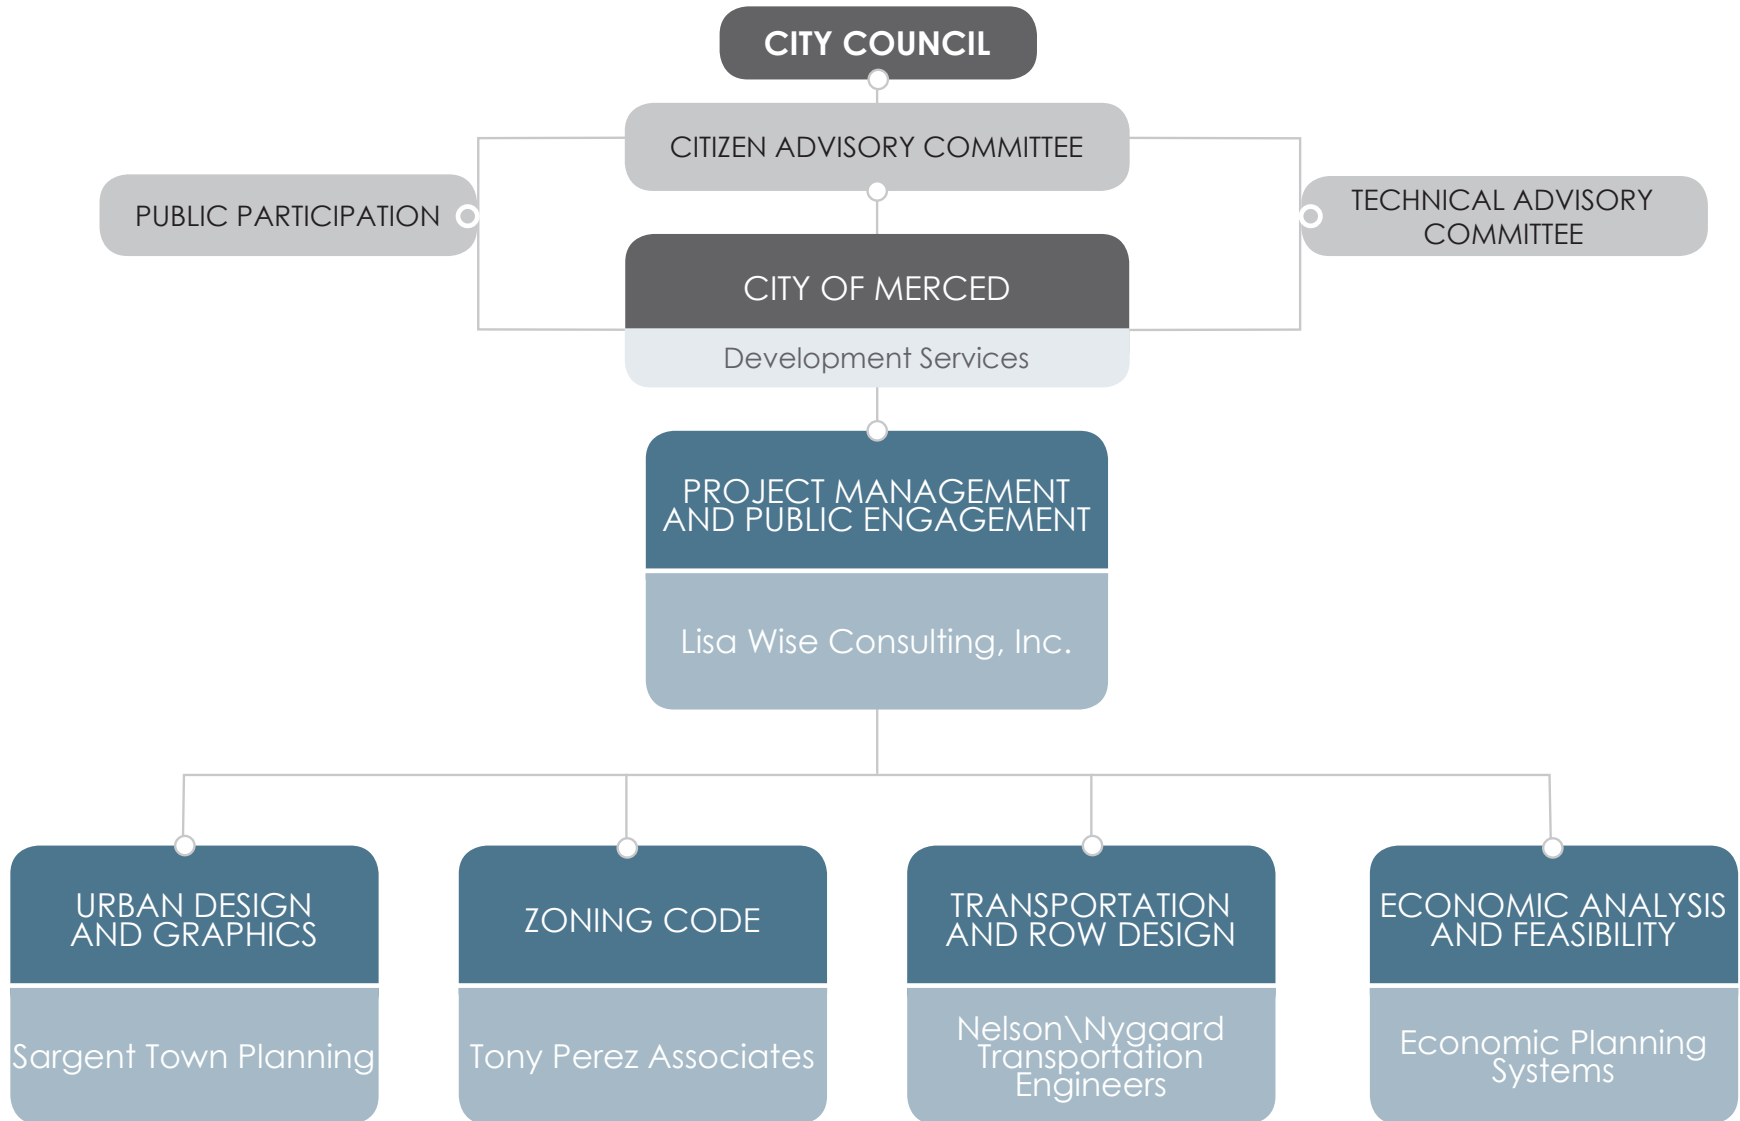 CITY COUNCIL
CITIZEN ADVISORY COMMITTEE
PUBLIC PARTICIPATION
TECHNICAL ADVISORY
COMMITTEE
CITY OF MERCED
Development Services
PROJECT MANAGEMENT
AND PUBLIC ENGAGEMENT
Lisa Wise Consulting, Inc.
URBAN DESIGN
AND GRAPHICS
Sargent Town Planning
ZONING CODE
Tony Perez Associates
TRANSPORTATION
AND ROW DESIGN
Nelson\Nygaard
Transportation
Engineers
ECONOMIC ANALYSIS
AND FEASIBILITY
Economic Planning
Systems